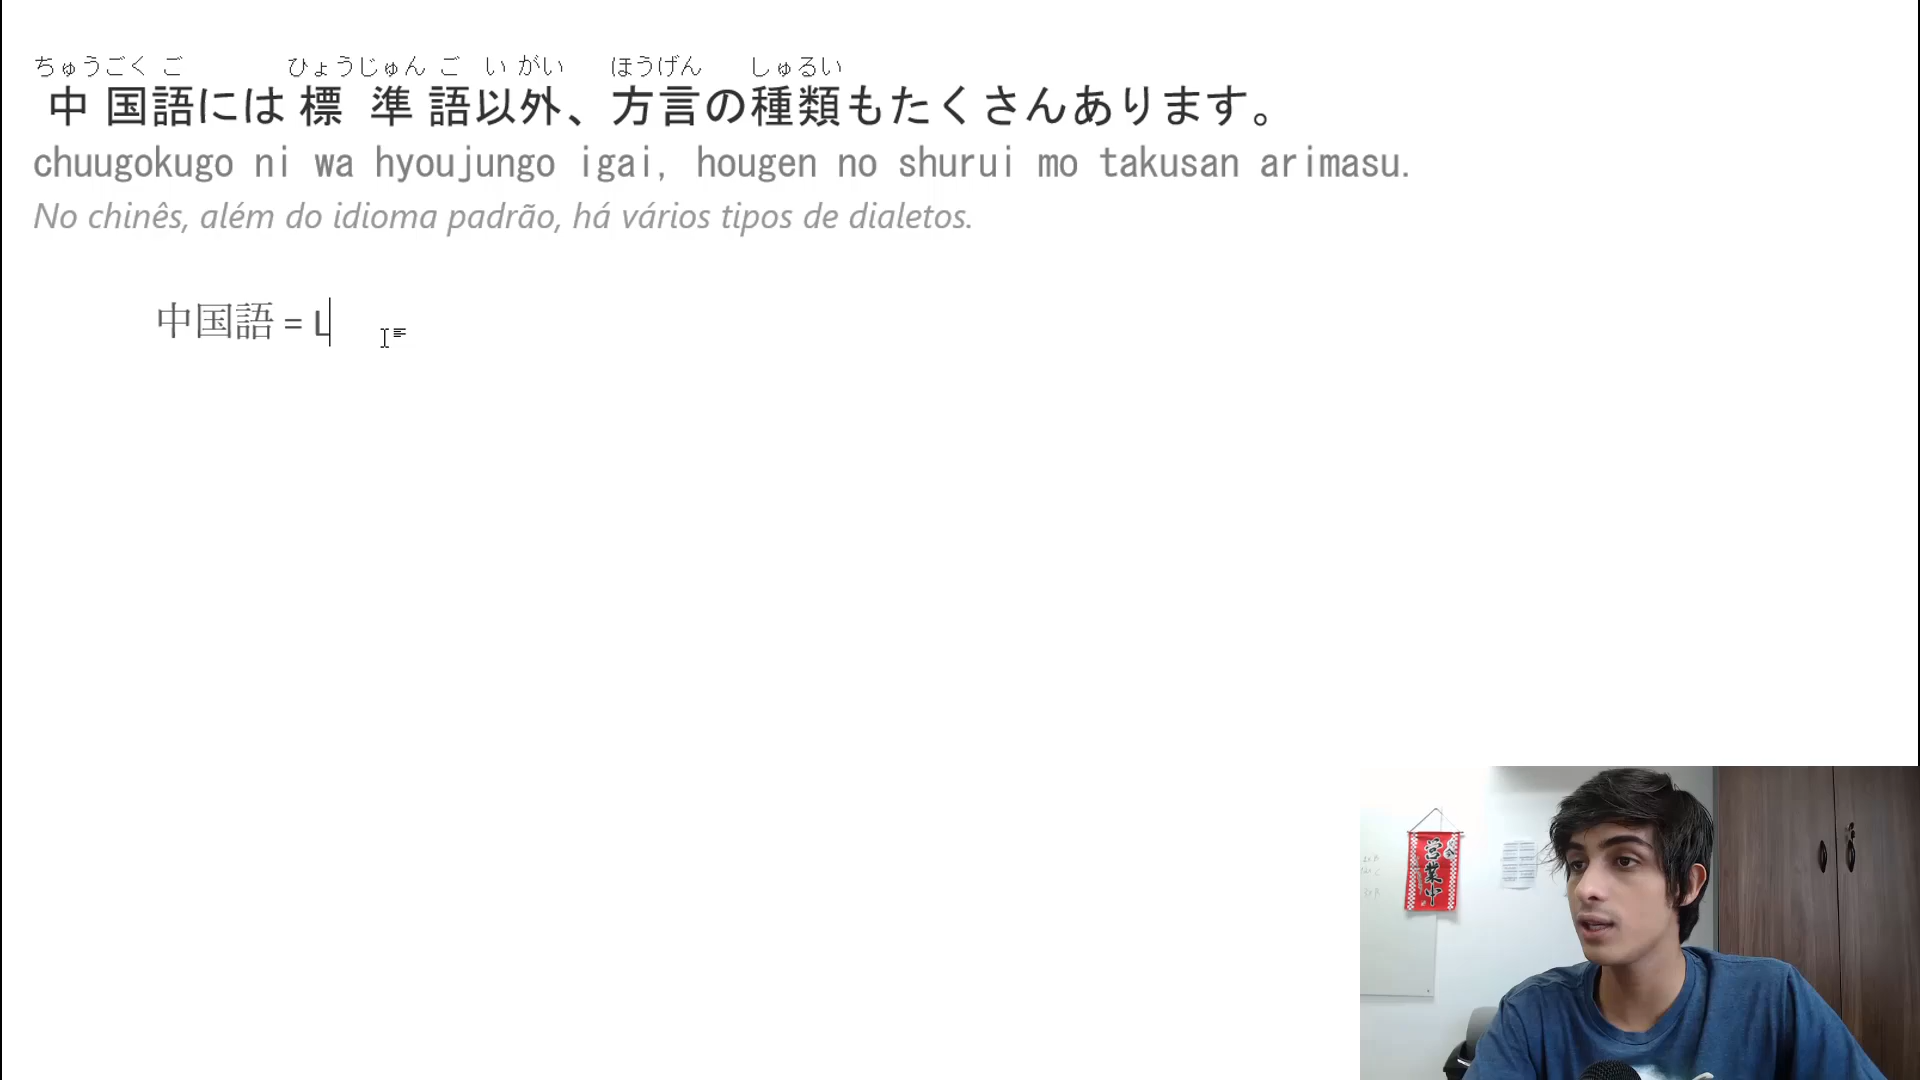 ちゅうごく ご ひょうじゅん ご い がい ほうげん しゅるい
中国語には標準語以外、方言の種類もたくさんあります。
chuugokugo ni wa hyoujungo igai, hougen no shurui mo takusan arimasu.
No chinês, além do idioma padrão, há vários tipos de dialetos.
中国語 = L
営業中